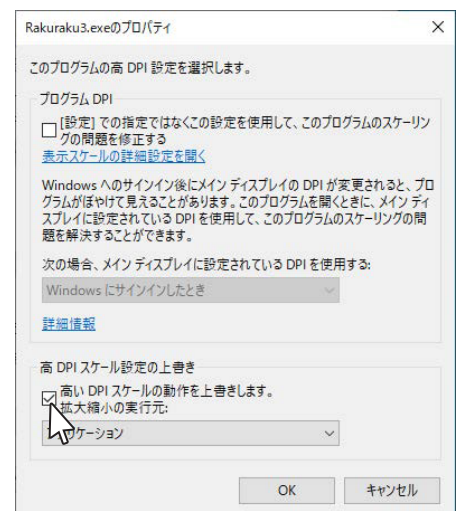 Rakuraku3.exeのプロパティ
このプログラムの高 DPI 設定を選択します。
プログラム DPI
[設定] での指定ではなくこの設定を使用して、このプログラムのスケーリン
グの問題を修正する
表示スケールの詳細設定を開く
Windows へのサインイン後にメイン ディスプレイの DPI が変更されると、プロ
グラムがぼやけて見えることがあります。このプログラムを開くときに、メイン ディ
スプレイに設定されている DPI を使用して、このプログラムのスケーリングの問
題を解決することができます。
次の場合、メイン ディスプレイに設定されている DPI を使用する:
Windows にサインインしたとき
詳細情報
高 DPI スケール設定の上書き
高い DPI スケールの動作を上書きします。
拡大縮小の実行元:
ケーション
OK
キャンセル